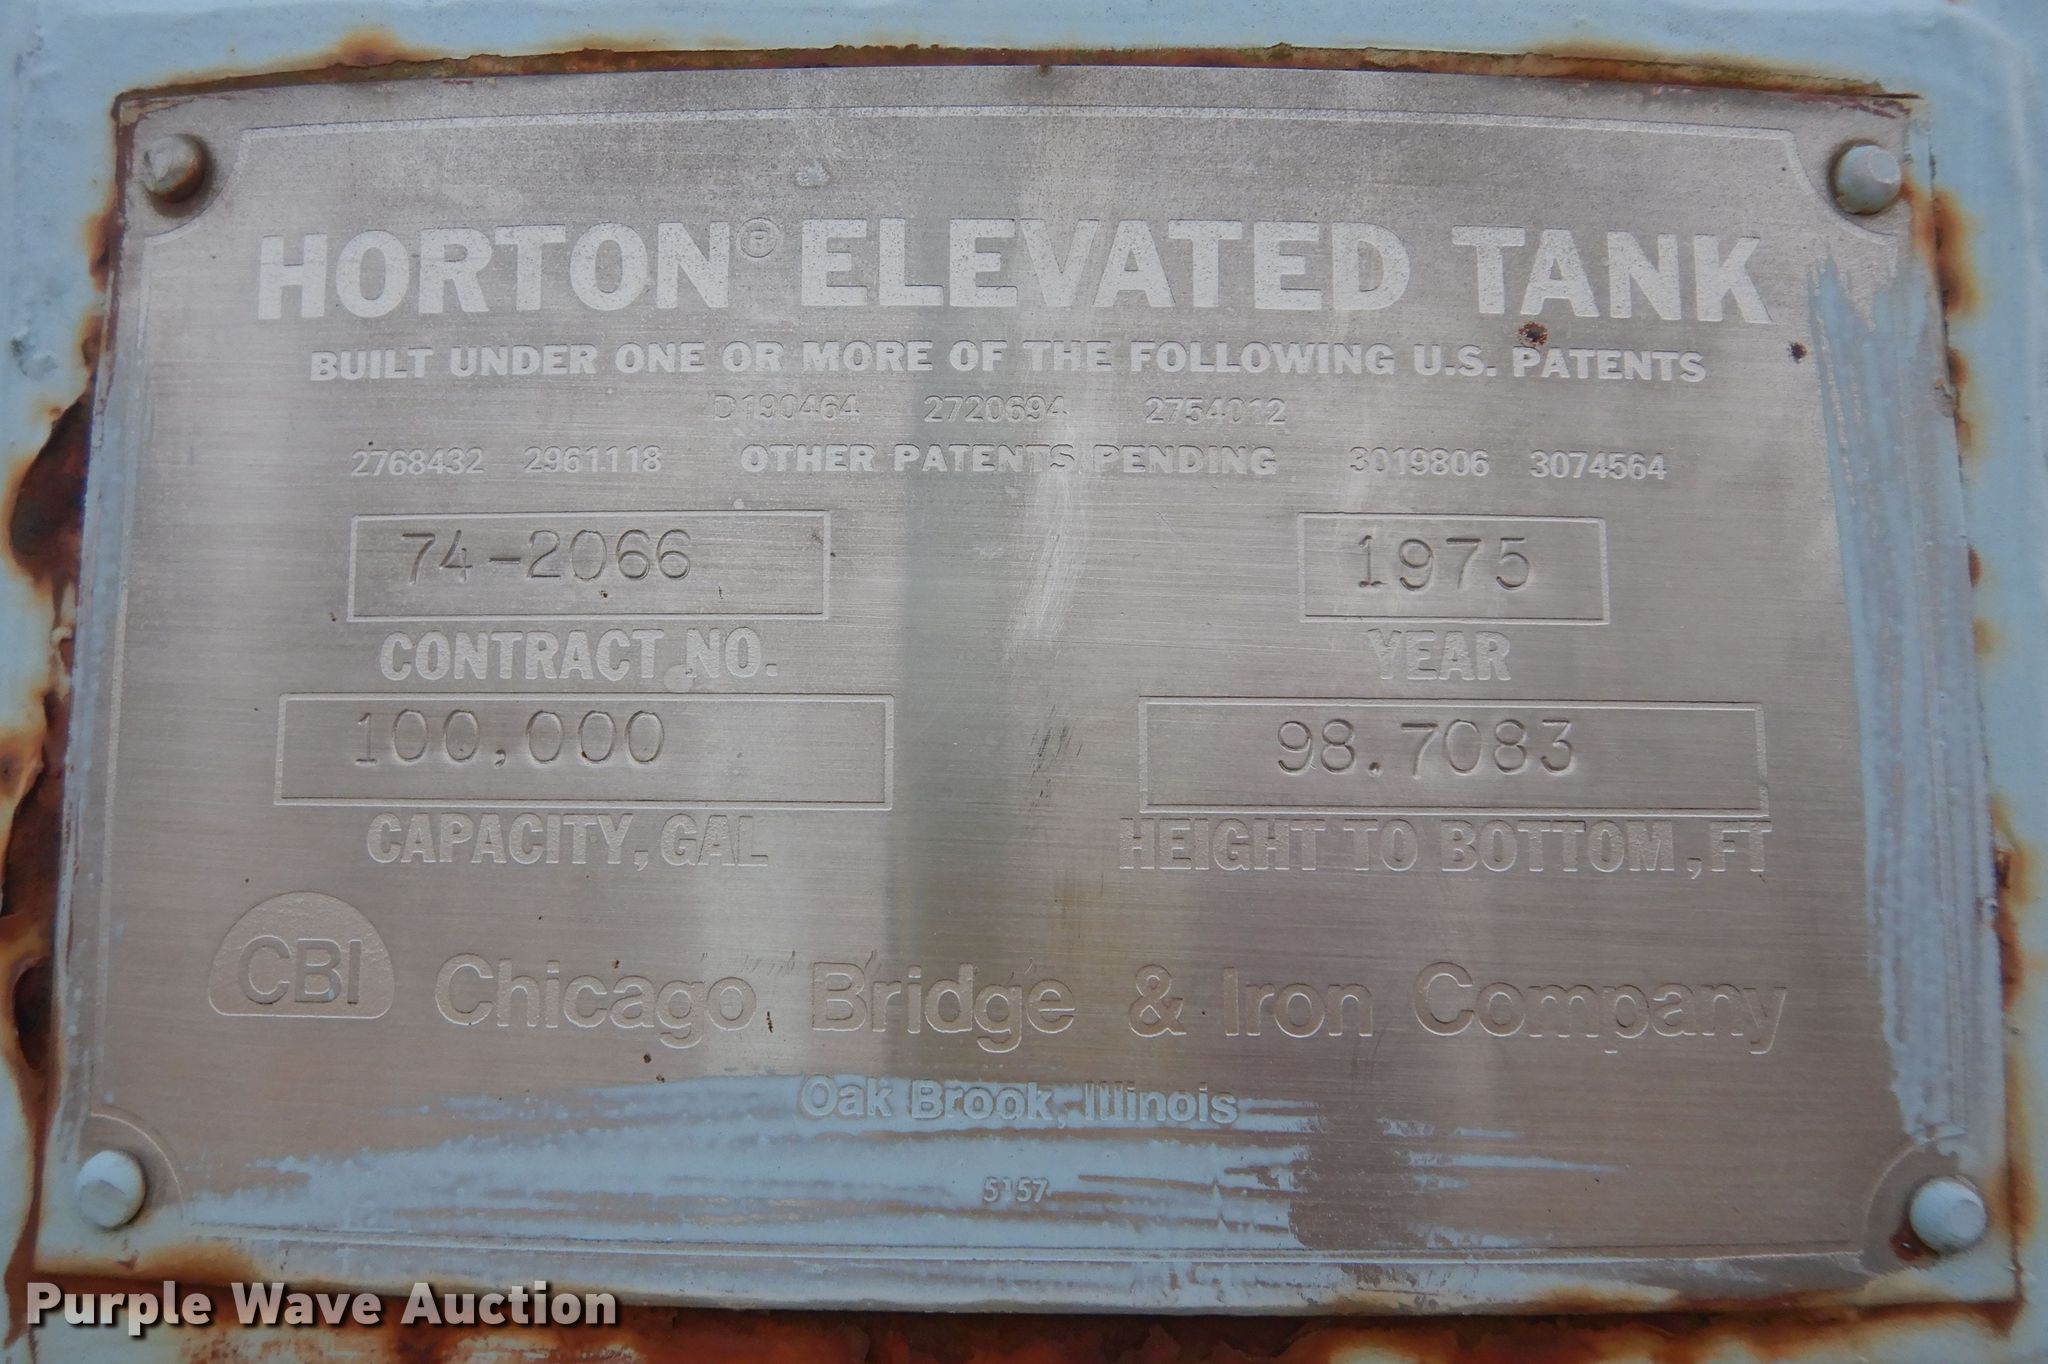 HORTON® ELEVATED TANK
BUILT UNDER ONE OR MORE OF THE FOLLOWING U.S. PATENTS
D190464 2720694 2754012
2768432 2961118 OTHER PATENTS PENDING 3019806 3074564
74-2066 1975
CONTRACT NO. YEAR
100,000 98.7083
CAPACITY, GAL HEIGHT TO BOTTOM, FT
CBI Chicago Bridge & Iron Company
Oak Brook, Illinois
5157
Purple Wave Auction